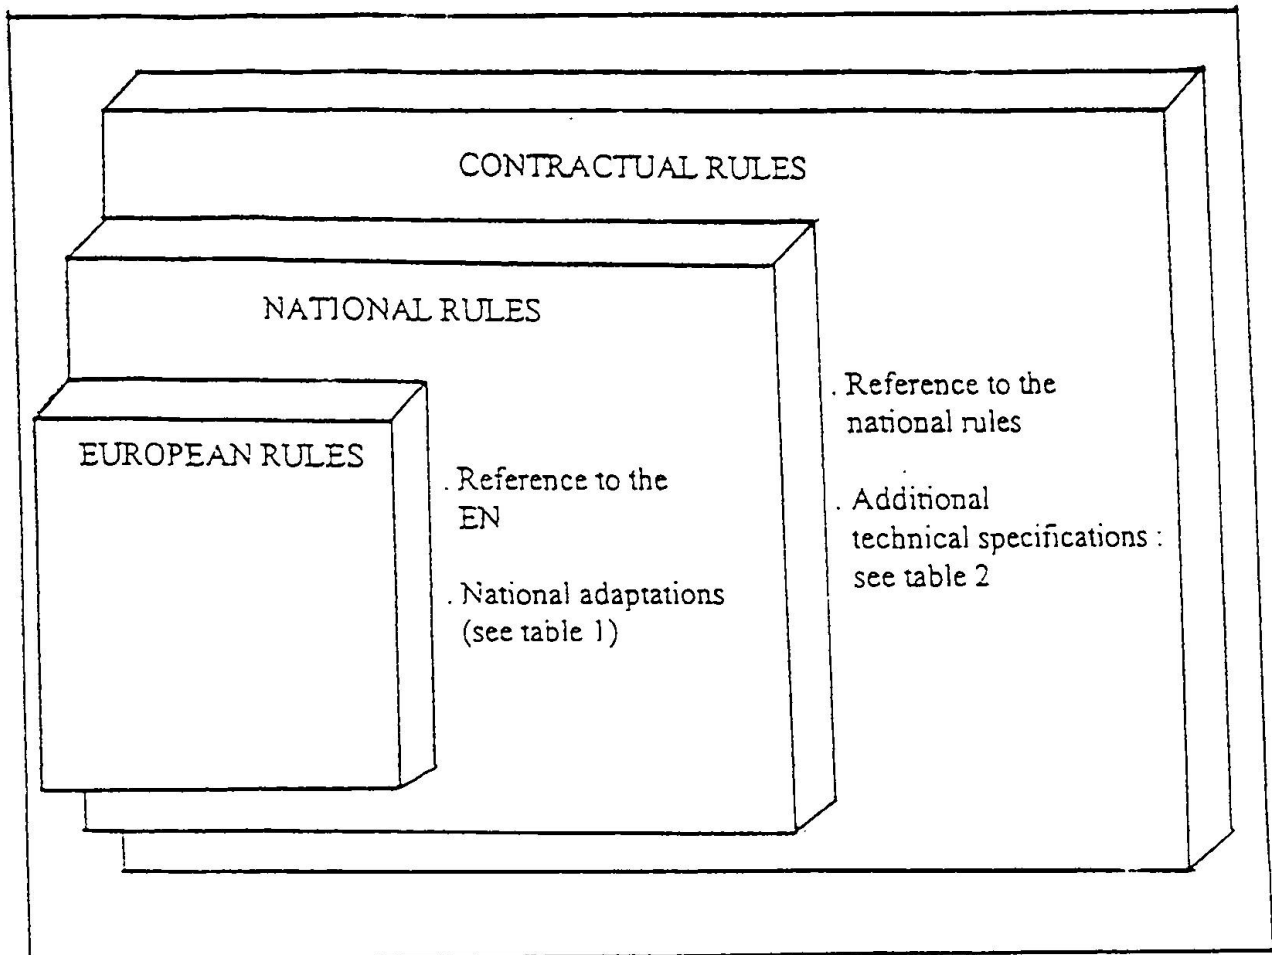 CONTRACTUAL RULES
NATIONAL RULES
EUROPEAN RULES
. Reference to the
EN
. National adaptations
(see table 1)
. Reference to the
national rules
. Additional
technical specifications :
see table 2